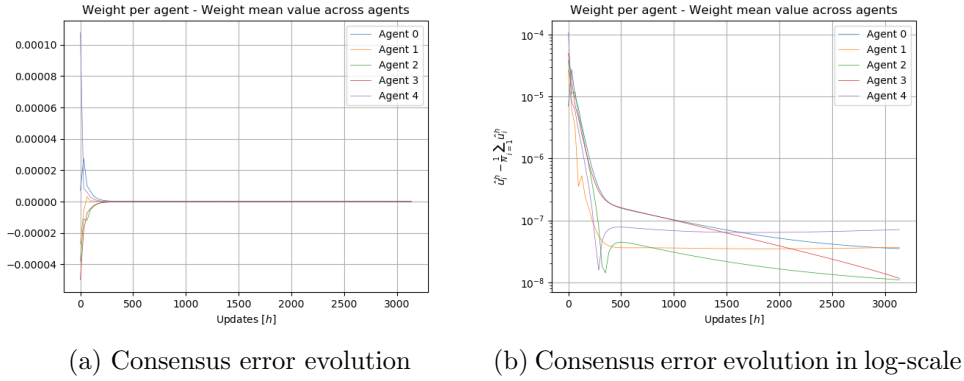 Weight per agent - Weight mean value across agents
0.00010
0.00008
0.00006
0.00004
0.00002
0.00000
−0.00002
−0.00004
0
500
1000
1500
2000
2500
3000
Updates [h]
Agent 0
Agent 1
Agent 2
Agent 3
Agent 4
(a) Consensus error evolution
Weight per agent - Weight mean value across agents
û_i^h − 1/N ∑_{i=1}^N û_i^h
10⁻⁴
10⁻⁵
10⁻⁶
10⁻⁷
10⁻⁸
0
500
1000
1500
2000
2500
3000
Updates [h]
Agent 0
Agent 1
Agent 2
Agent 3
Agent 4
(b) Consensus error evolution in log-scale